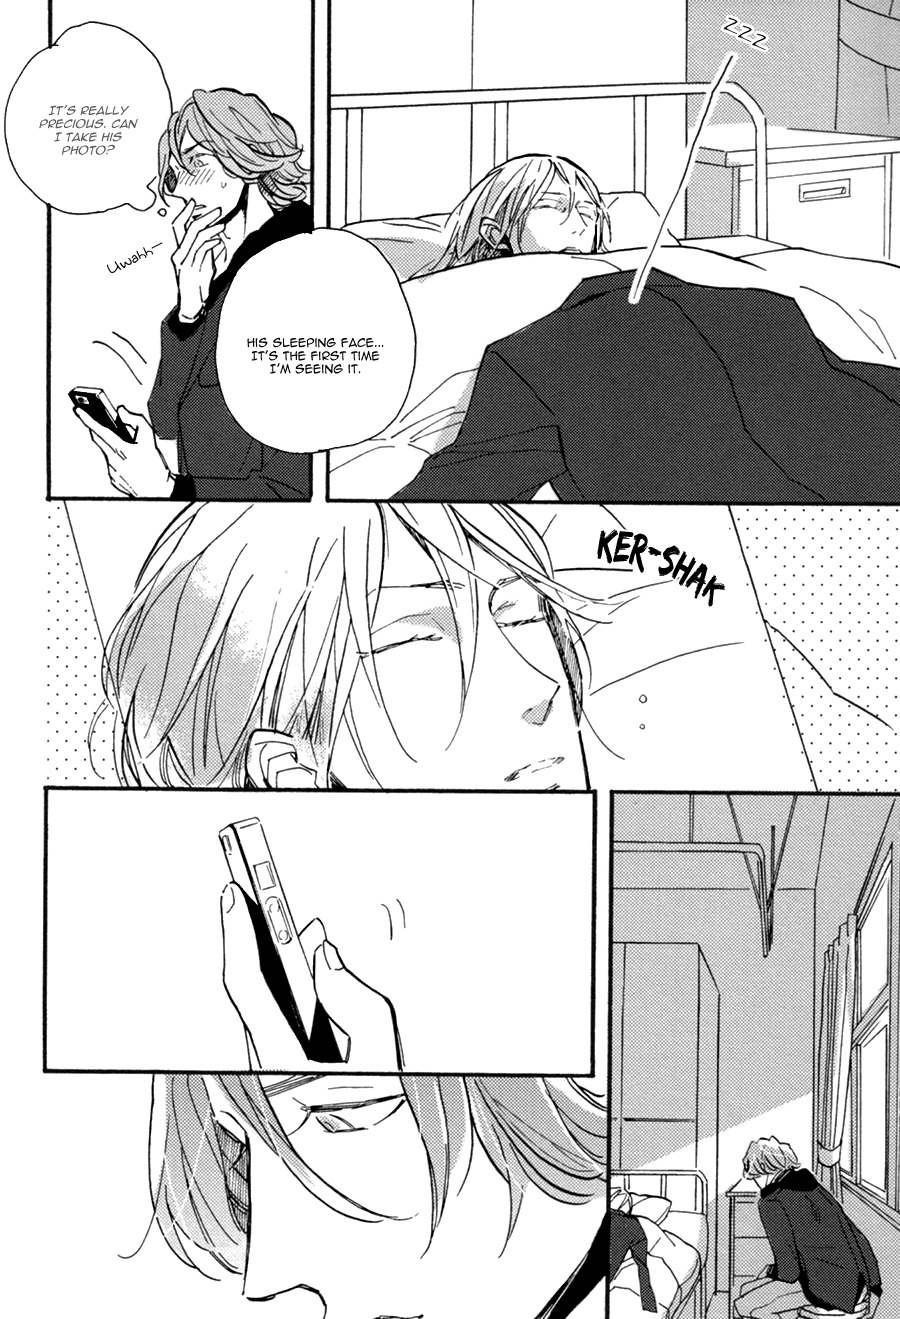 ZZZ
HIS SLEEPING FACE...
IT'S THE FIRST TIME
I'M SEEING IT.
IT'S REALLY
PRECIOUS. CAN
I TAKE HIS
PHOTO?
Uwahh—
KER-SHAK